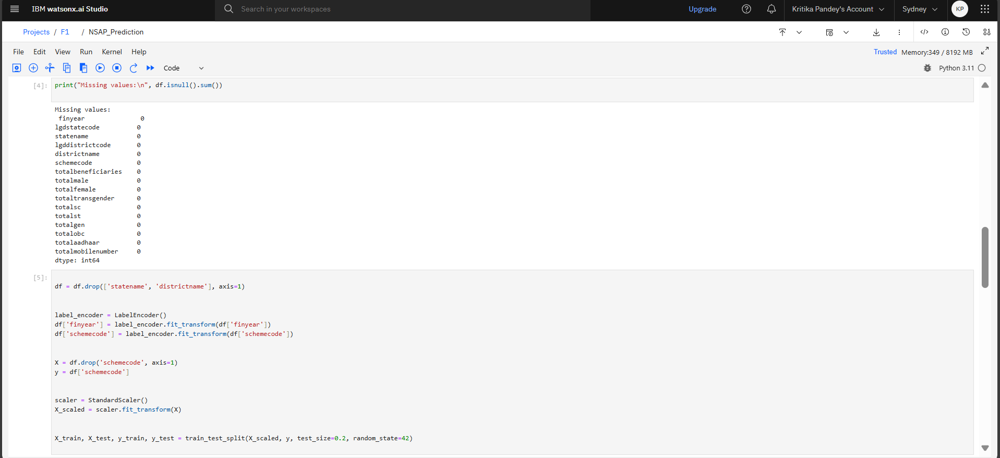 IBM watsonx.ai Studio
Search in your workspaces
Upgrade
Kritika Pandey's Account
Sydney
KP
Projects / F1 / NSAP_Prediction
File Edit View Run Kernel Help
Trusted Memory:349 / 8192 MB
Code
Python 3.11
[4]: print("Missing values:\n", df.isnull().sum())
Missing values:
finyear 0
lgdstatecode 0
statename 0
lgddistrictcode 0
districtname 0
schemecode 0
totalbeneficiaries 0
totalmale 0
totalfemale 0
totaltransgender 0
totalsc 0
totalst 0
totalgen 0
totalobc 0
totalaadhaar 0
totalmobilenumber 0
dtype: int64
[5]:
df = df.drop(['statename', 'districtname'], axis=1)
label_encoder = LabelEncoder()
df['finyear'] = label_encoder.fit_transform(df['finyear'])
df['schemecode'] = label_encoder.fit_transform(df['schemecode'])
X = df.drop('schemecode', axis=1)
y = df['schemecode']
scaler = StandardScaler()
X_scaled = scaler.fit_transform(X)
X_train, X_test, y_train, y_test = train_test_split(X_scaled, y, test_size=0.2, random_state=42)